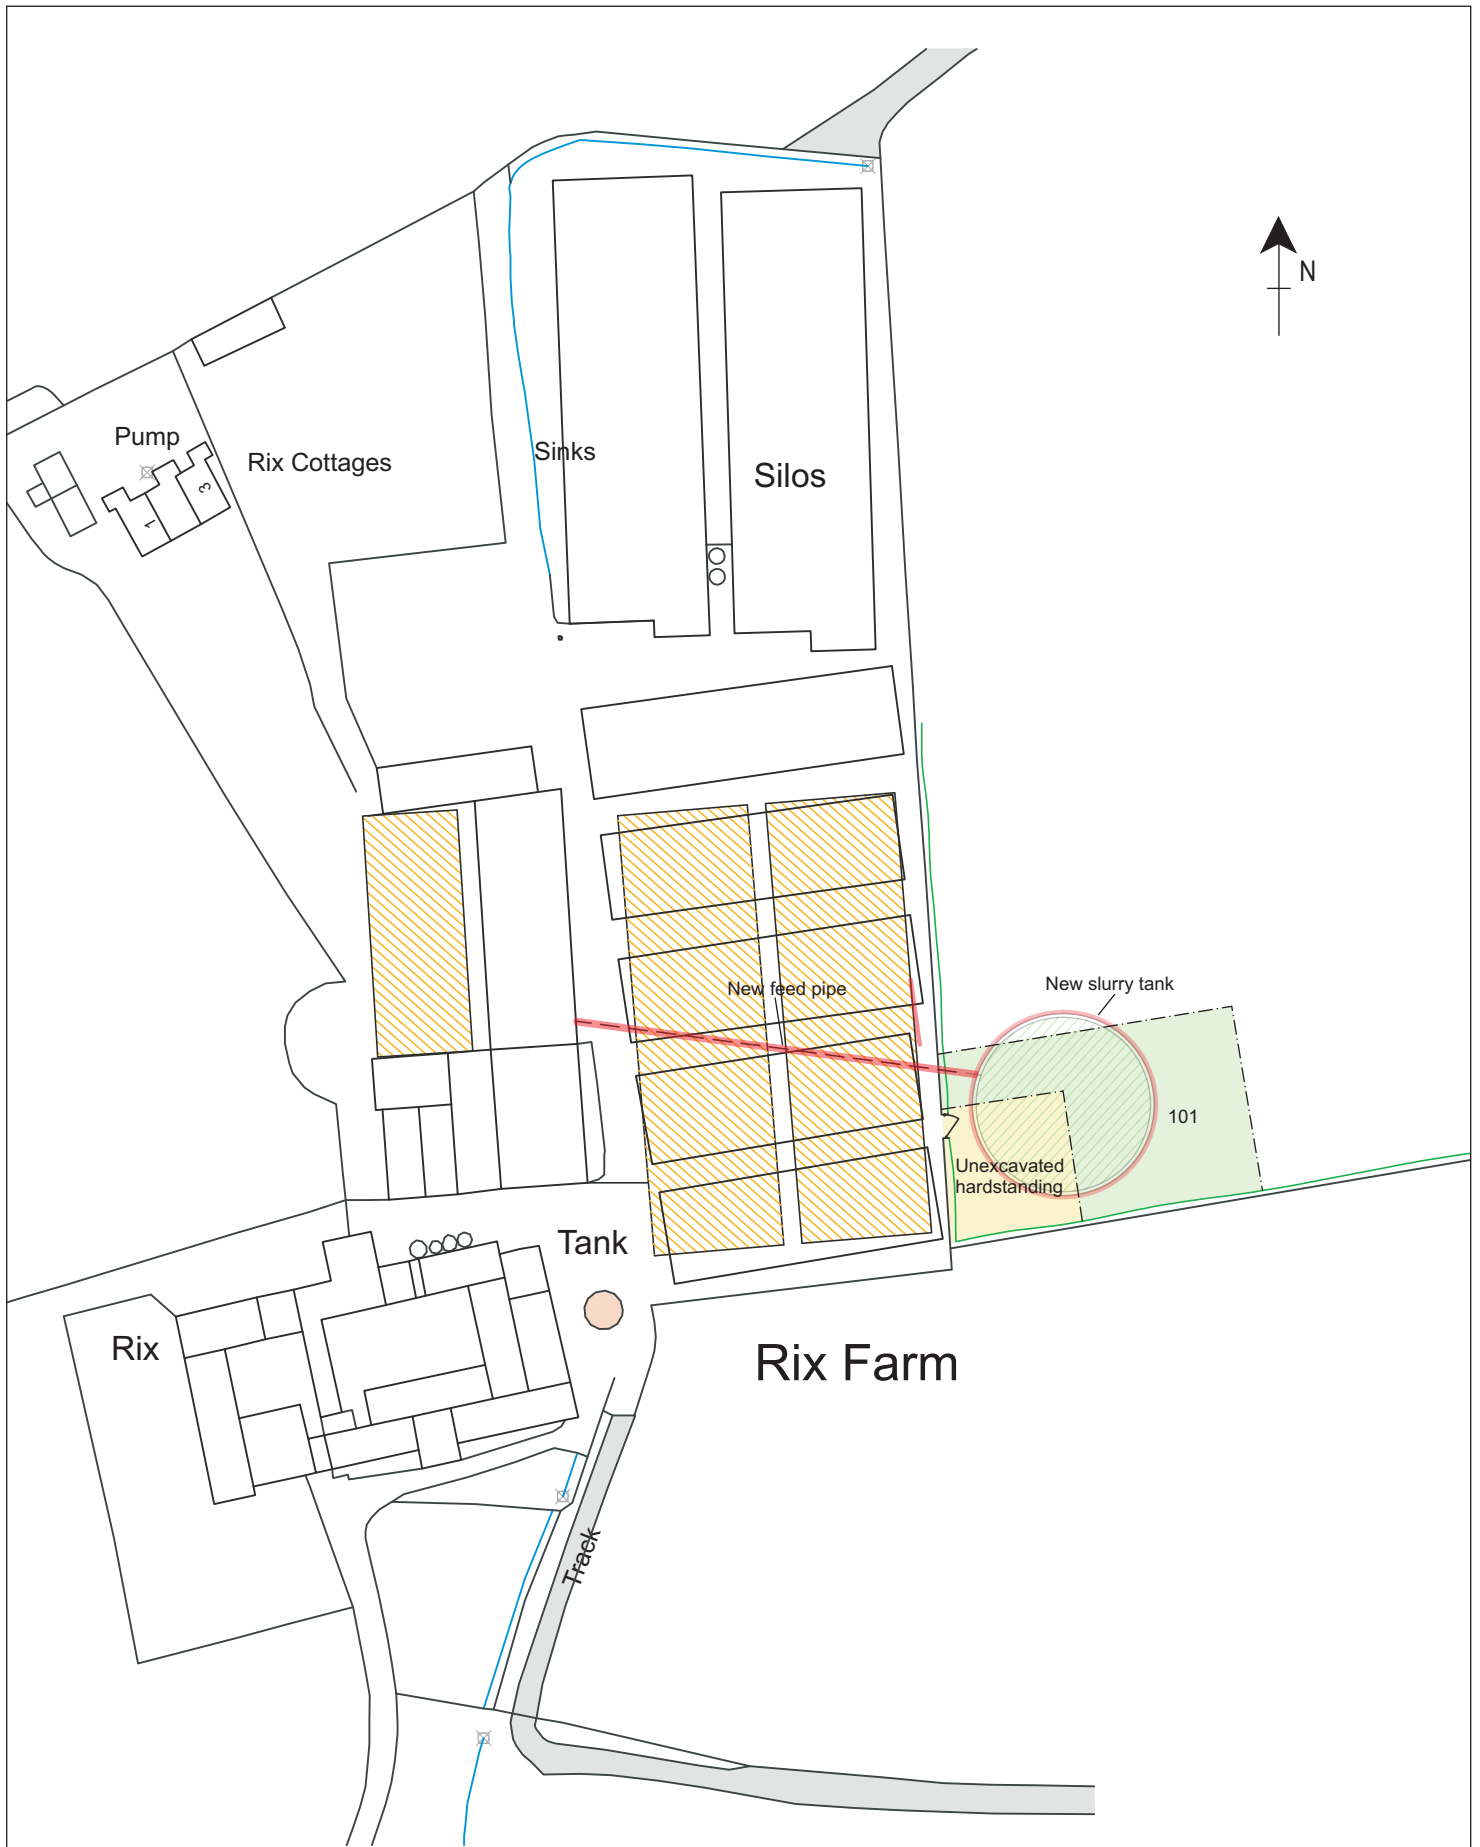 N
Pump
Rix Cottages
Sinks
Silos
3
1
New feed pipe
New slurry tank
101
Unexcavated
hardstanding
Tank
Rix
Rix Farm
Track